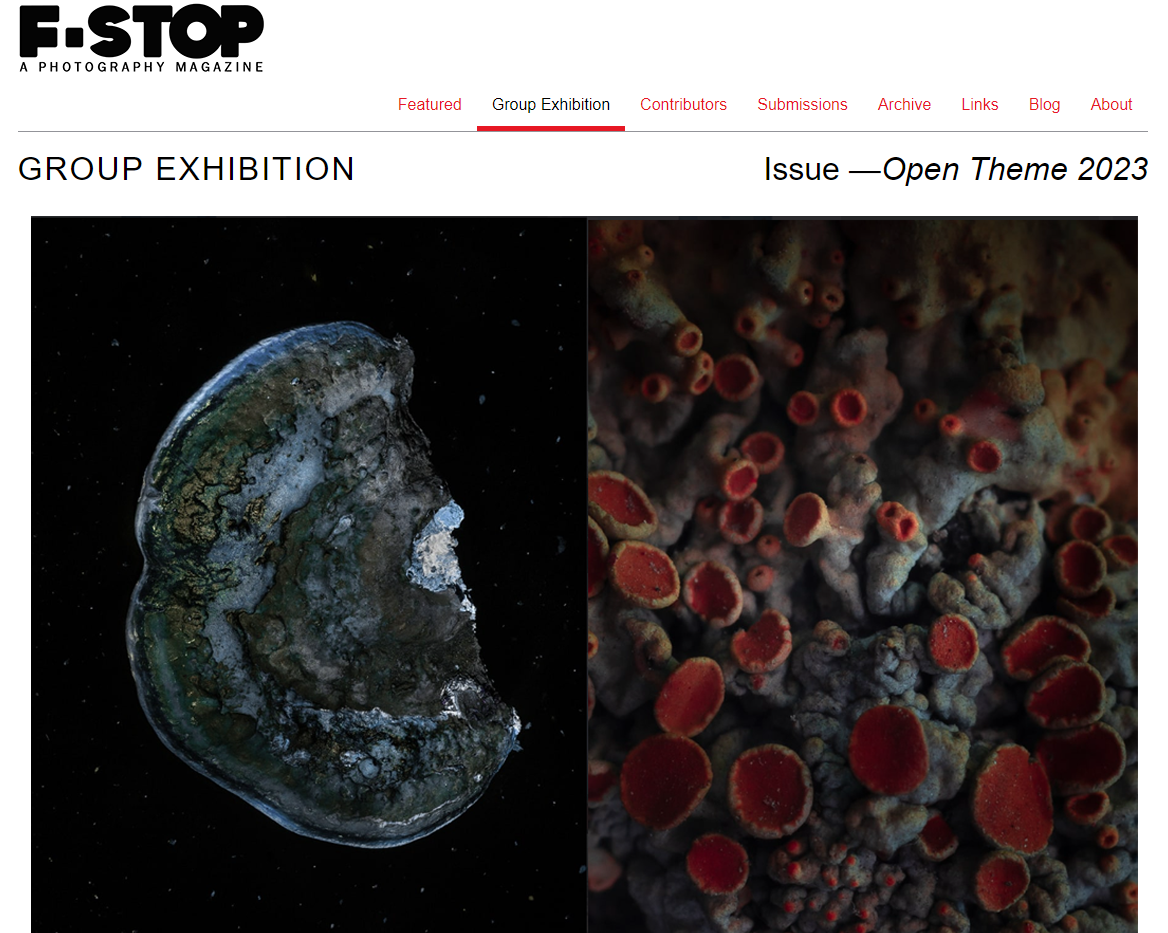 F·STOP
A PHOTOGRAPHY MAGAZINE
Featured Group Exhibition Contributors Submissions Archive Links Blog About
GROUP EXHIBITION Issue —Open Theme 2023